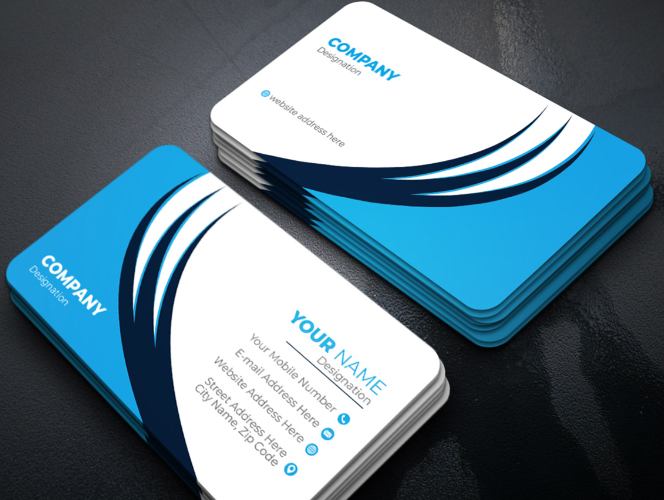 COMPANY
Designation
website address here
COMPANY
Designation
YOUR NAME
Designation
Your Mobile Number
E-mail Address Here
Website Address Here
Street Address Here
City Name, Zip Code